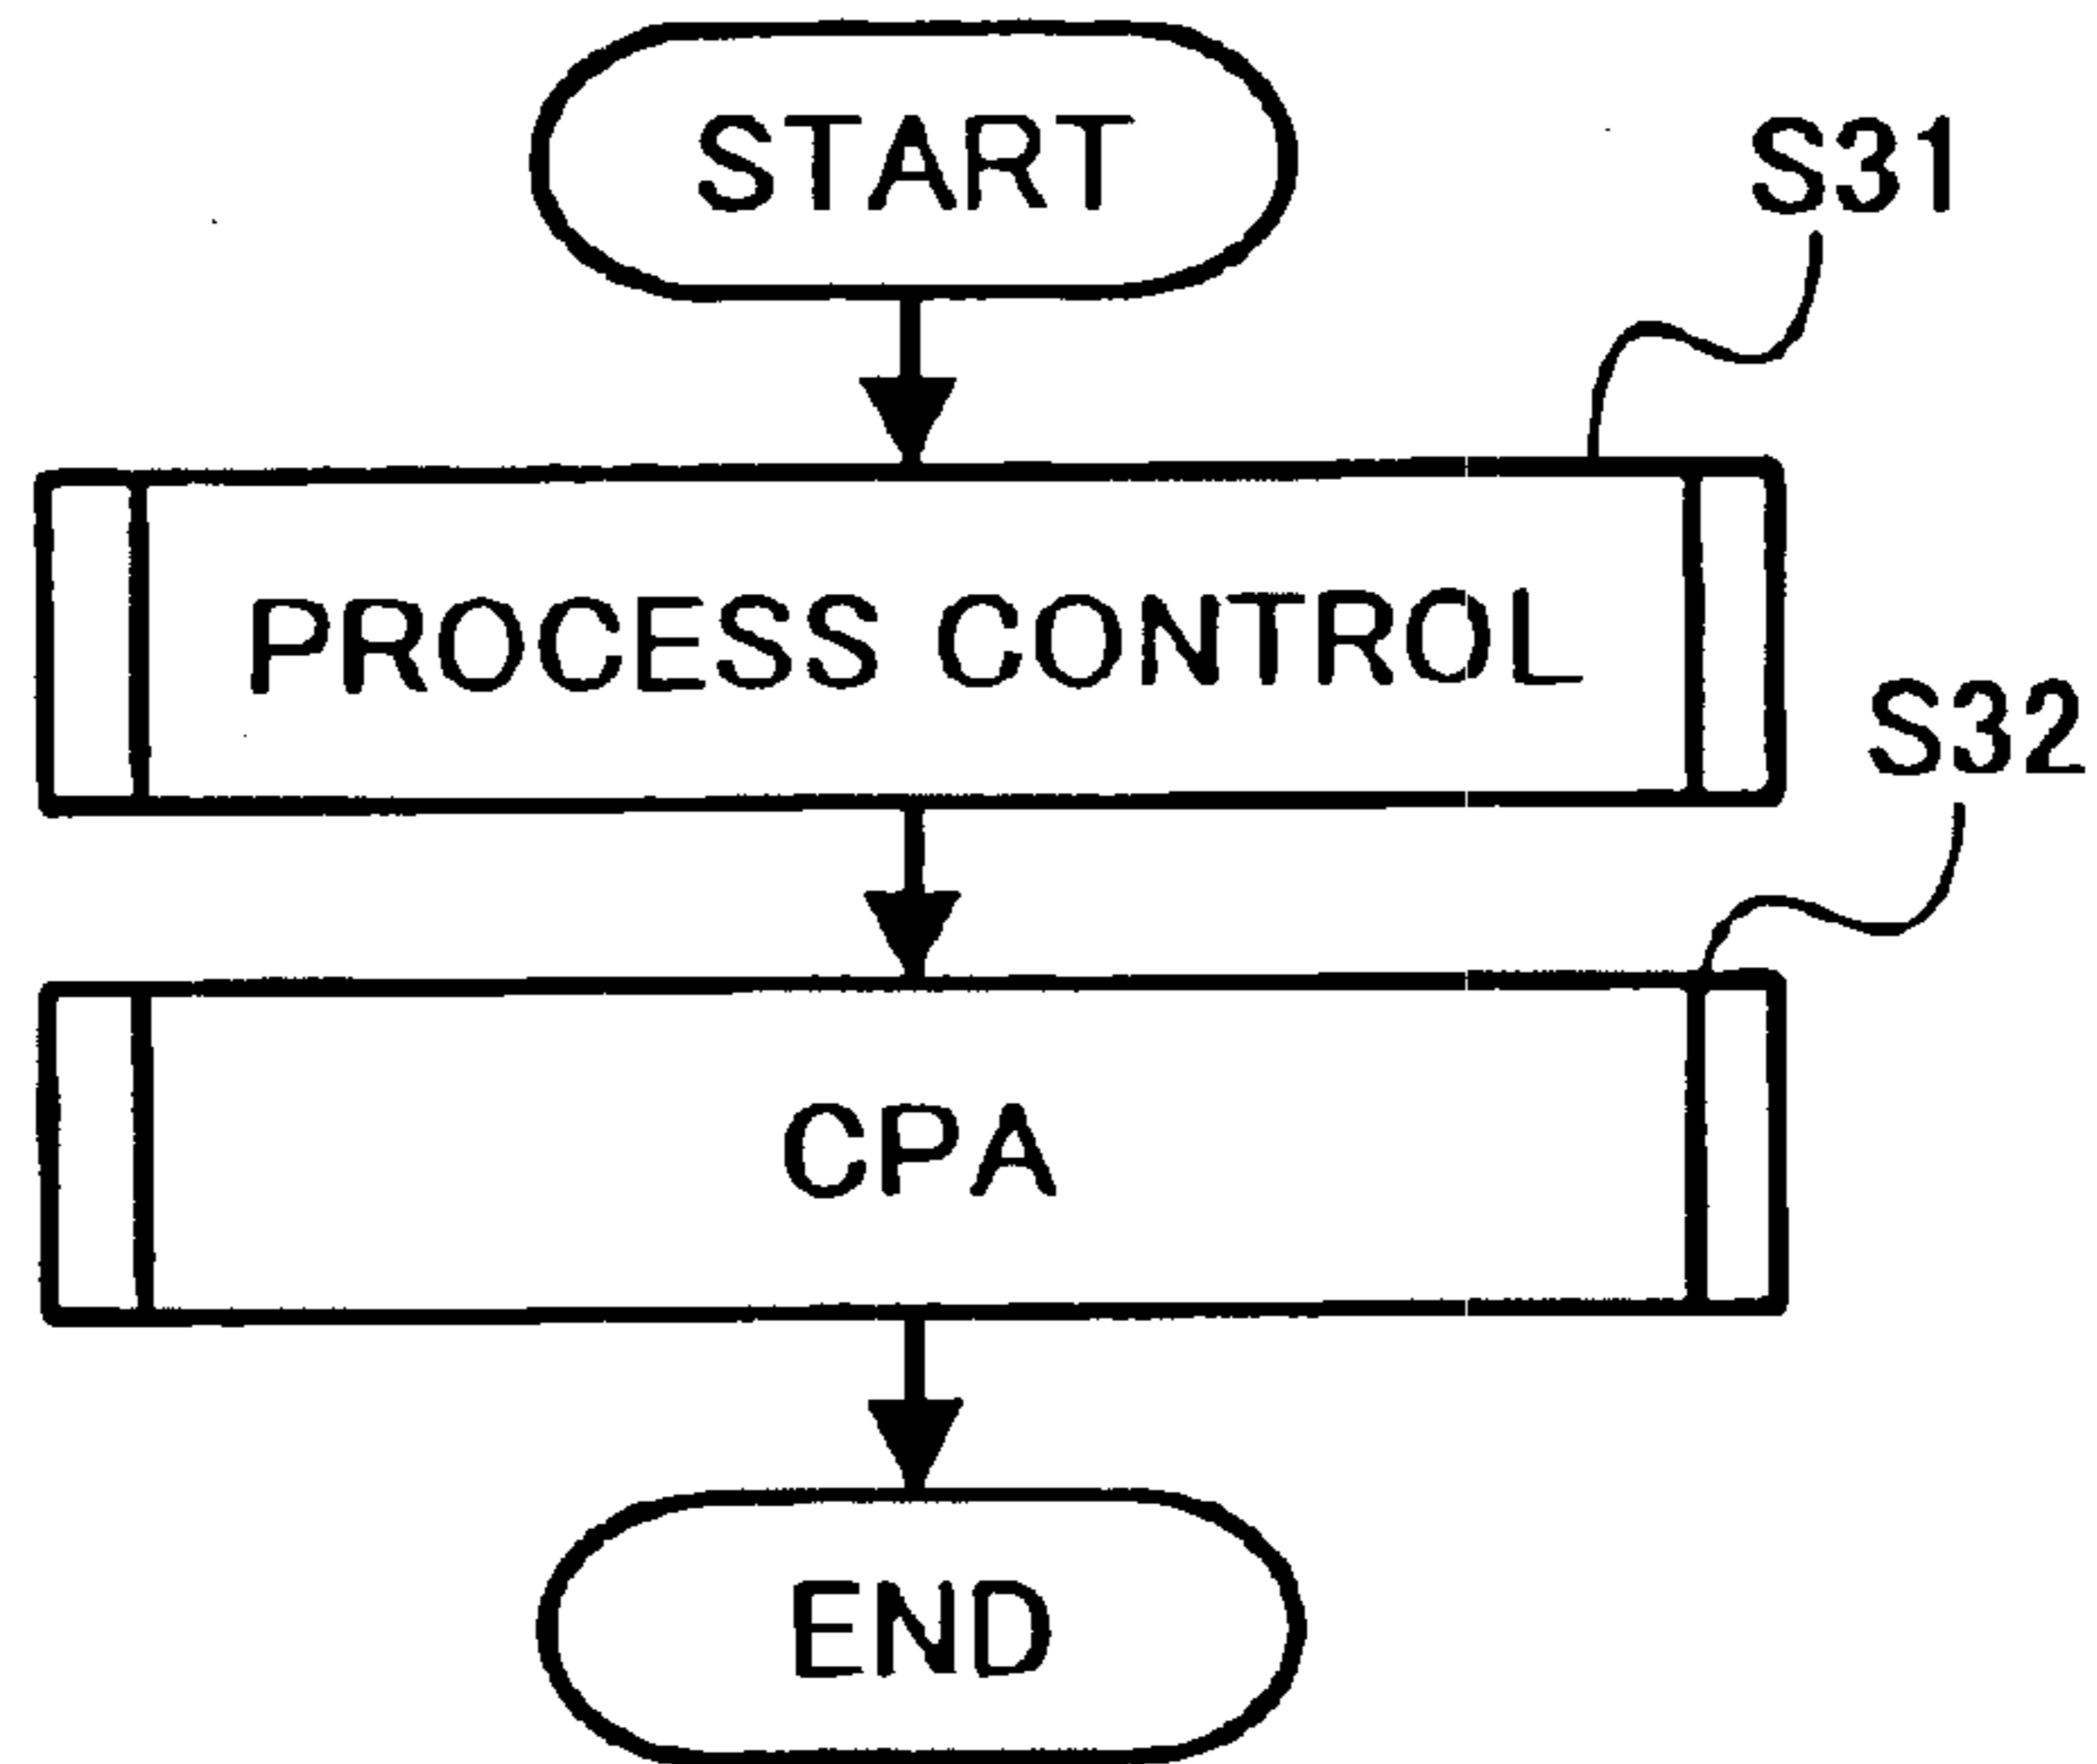 START
S31
PROCESS CONTROL
S32
CPA
END